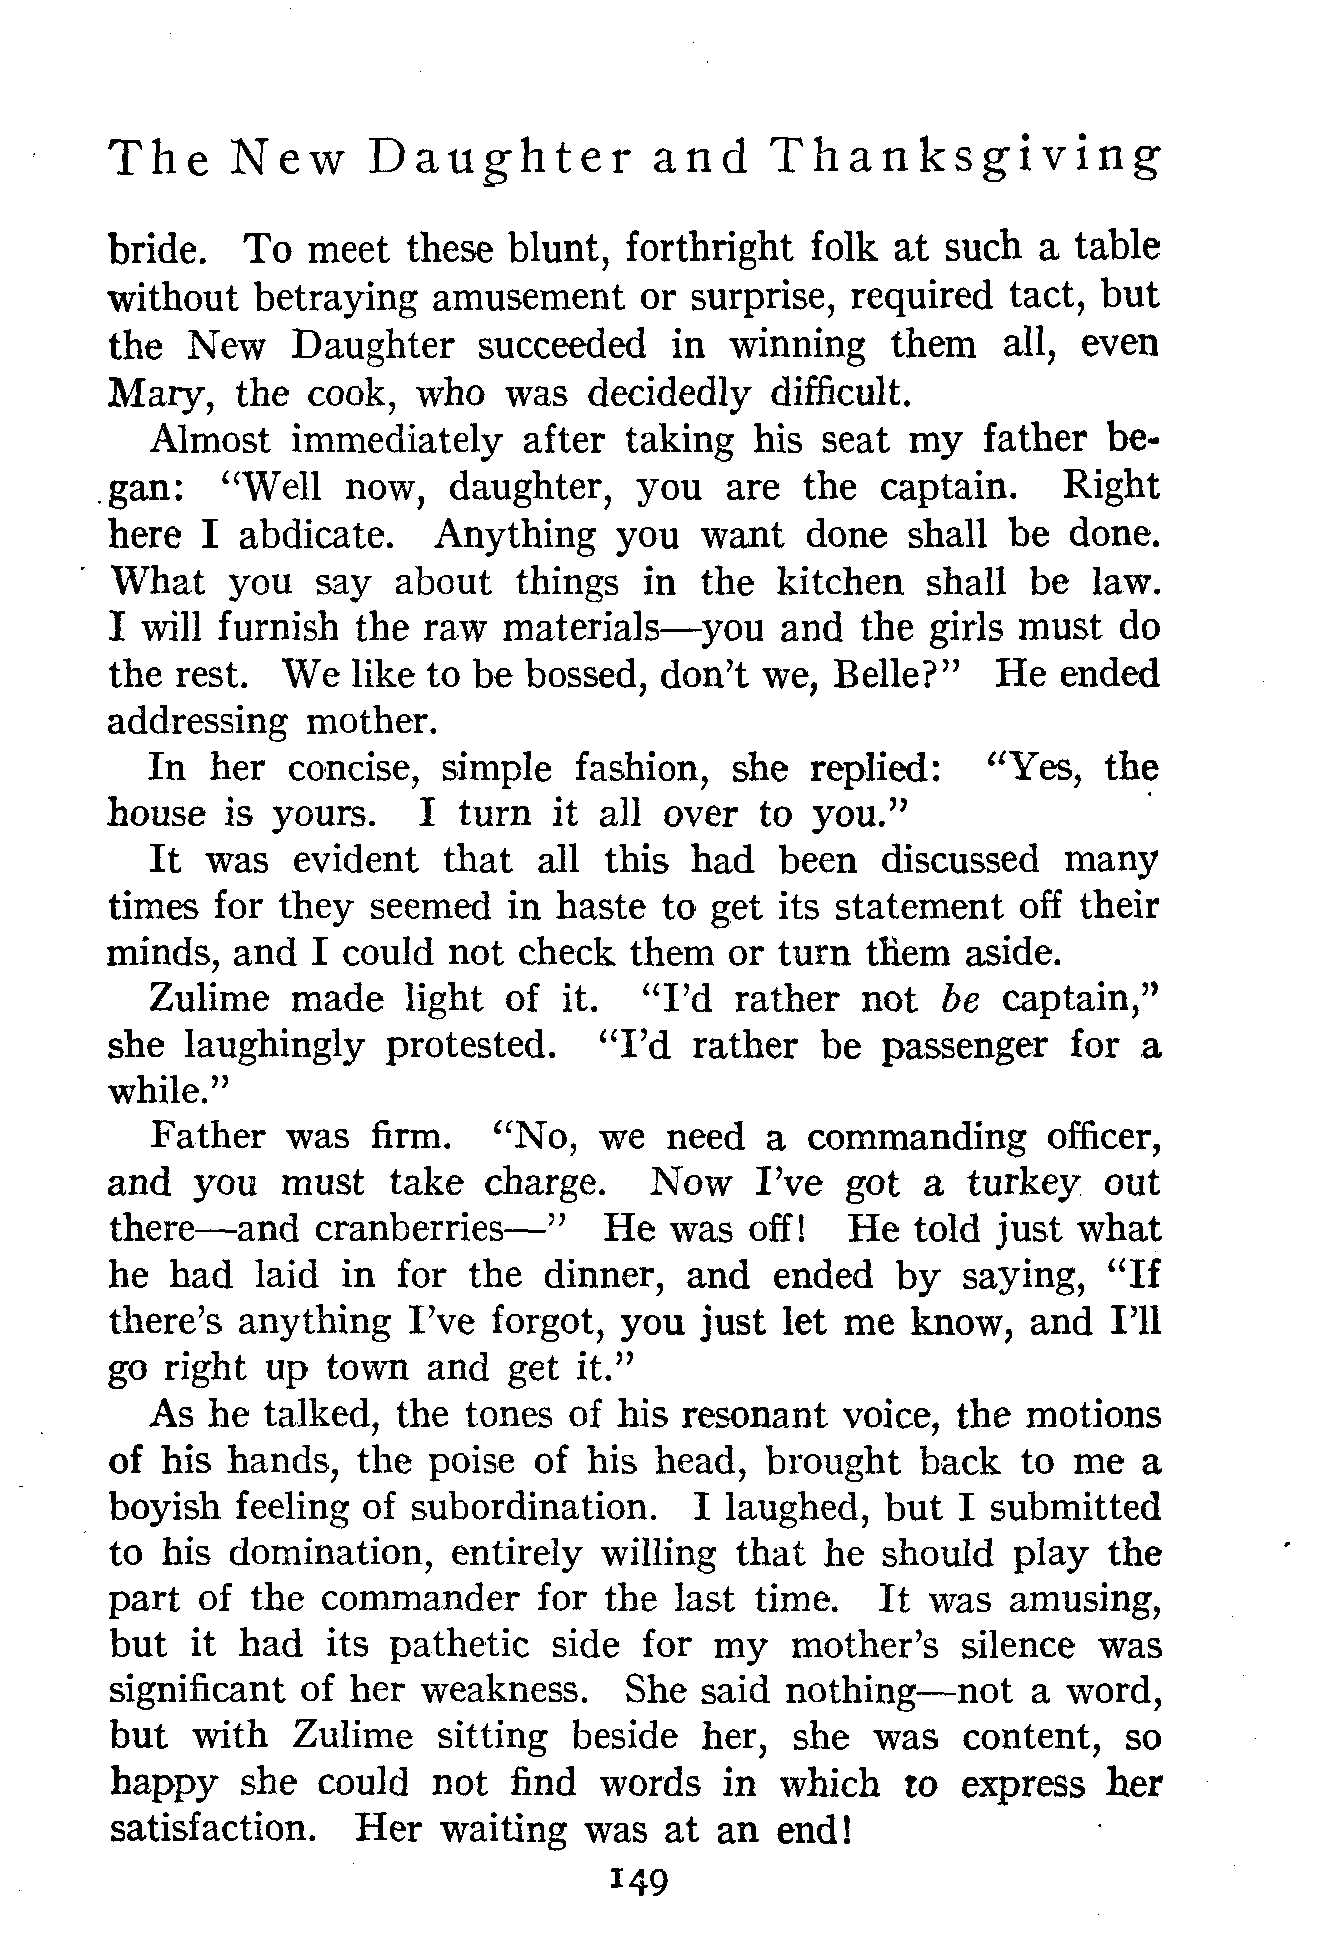 The New Daughter and Thanksgiving
bride. To meet these blunt, forthright folk at such a table
without betraying amusement or surprise, required tact, but
the New Daughter succeeded in winning them all, even
Mary, the cook, who was decidedly difficult.
Almost immediately after taking his seat my father be-
gan: "Well now, daughter, you are the captain. Right
here I abdicate. Anything you want done shall be done.
What you say about things in the kitchen shall be law.
I will furnish the raw materials—you and the girls must do
the rest. We like to be bossed, don't we, Belle?" He ended
addressing mother.
In her concise, simple fashion, she replied: "Yes, the
house is yours. I turn it all over to you."
It was evident that all this had been discussed many
times for they seemed in haste to get its statement off their
minds, and I could not check them or turn them aside.
Zulime made light of it. "I'd rather not be captain,"
she laughingly protested. "I'd rather be passenger for a
while."
Father was firm. "No, we need a commanding officer,
and you must take charge. Now I've got a turkey out
there—and cranberries—" He was off! He told just what
he had laid in for the dinner, and ended by saying, "If
there's anything I've forgot, you just let me know, and I'll
go right up town and get it."
As he talked, the tones of his resonant voice, the motions
of his hands, the poise of his head, brought back to me a
boyish feeling of subordination. I laughed, but I submitted
to his domination, entirely willing that he should play the
part of the commander for the last time. It was amusing,
but it had its pathetic side for my mother's silence was
significant of her weakness. She said nothing—not a word,
but with Zulime sitting beside her, she was content, so
happy she could not find words in which to express her
satisfaction. Her waiting was at an end!
149